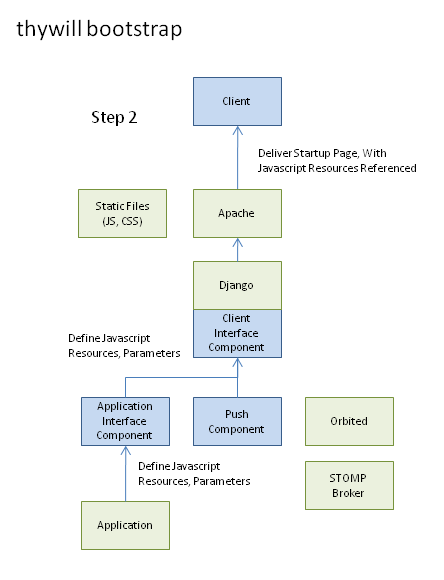 thywill bootstrap
Client
Step 2
Deliver Startup Page, With
Javascript Resources Referenced
Static Files
(JS, CSS)
Apache
Django
Client
Interface
Component
Define Javascript
Resources, Parameters
Application
Interface
Component
Push
Component
Orbited
Define Javascript
Resources, Parameters
STOMP
Broker
Application